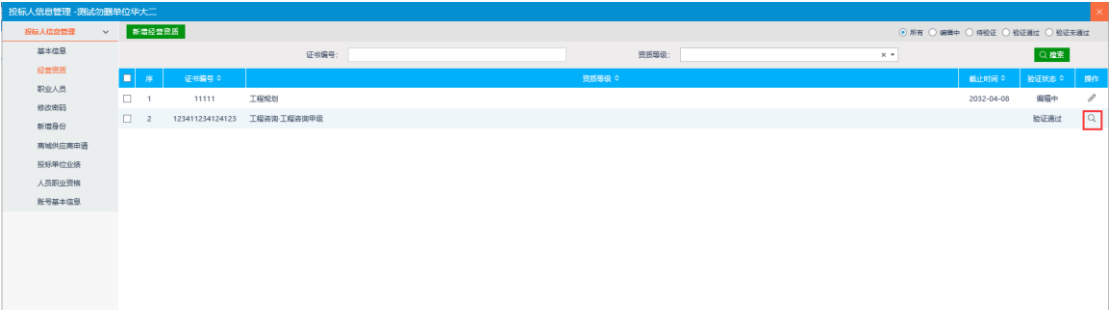 投标人信息管理 -测试勿删单位华大二
投标人信息管理
基本信息
经营资质
职业人员
修改密码
新增身份
商城供应商申请
投标单位业绩
人员职业资格
账号基本信息
新增经营资质
所有 编辑中 待验证 验证通过 验证未通过
证书编号: 资质等级: 搜索
序 证书编号 资质等级 截止时间 验证状态 操作
1 11111 工程规划 2032-04-08 编辑中
2 123411234124123 工程咨询·工程咨询甲级 验证通过